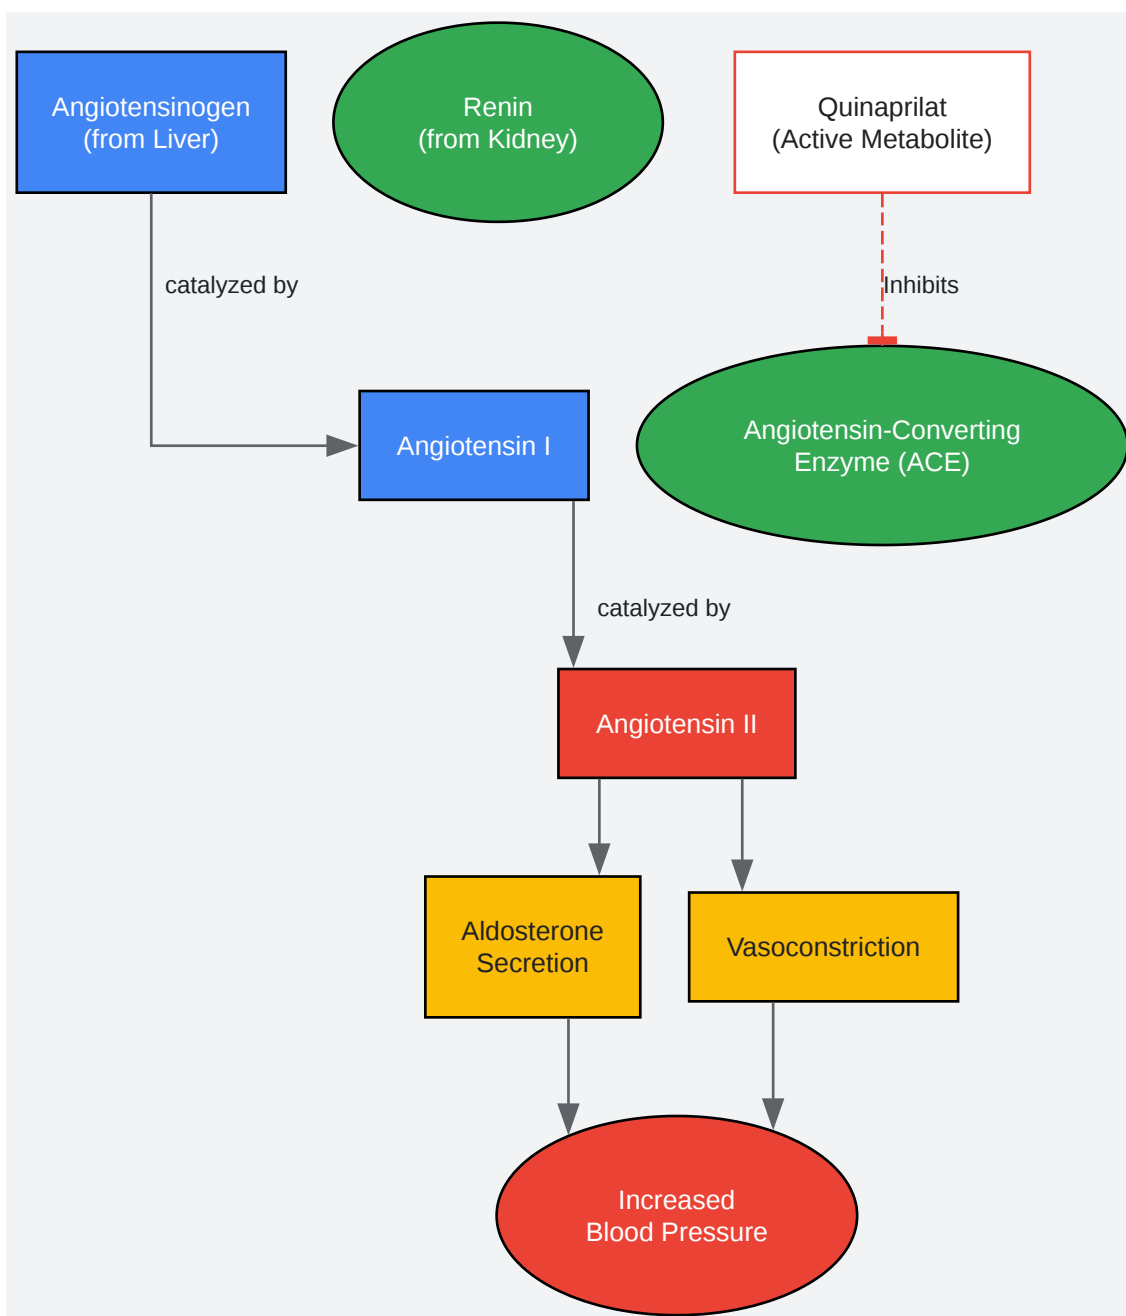 Angiotensinogen
(from Liver)
Renin
(from Kidney)
Quinaprilat
(Active Metabolite)
catalyzed by
Inhibits
Angiotensin I
Angiotensin-Converting
Enzyme (ACE)
catalyzed by
Angiotensin II
Aldosterone
Secretion
Vasoconstriction
Increased
Blood Pressure